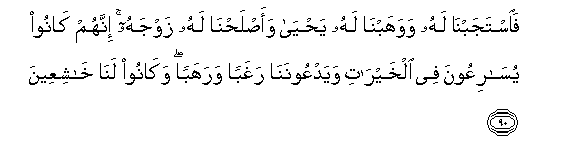 فَٱسْتَجَبْنَا لَهُۥ وَوَهَبْنَا لَهُۥ يَحْيَىٰ وَأَصْلَحْنَا لَهُۥ زَوْجَهُۥٓ ۚ إِنَّهُمْ كَانُوا۟
يُسَـٰرِعُونَ فِى ٱلْخَيْرَٰتِ وَيَدْعُونَنَا رَغَبًا وَرَهَبًا ۖ وَكَانُوا۟ لَنَا خَـٰشِعِينَ
٩٠